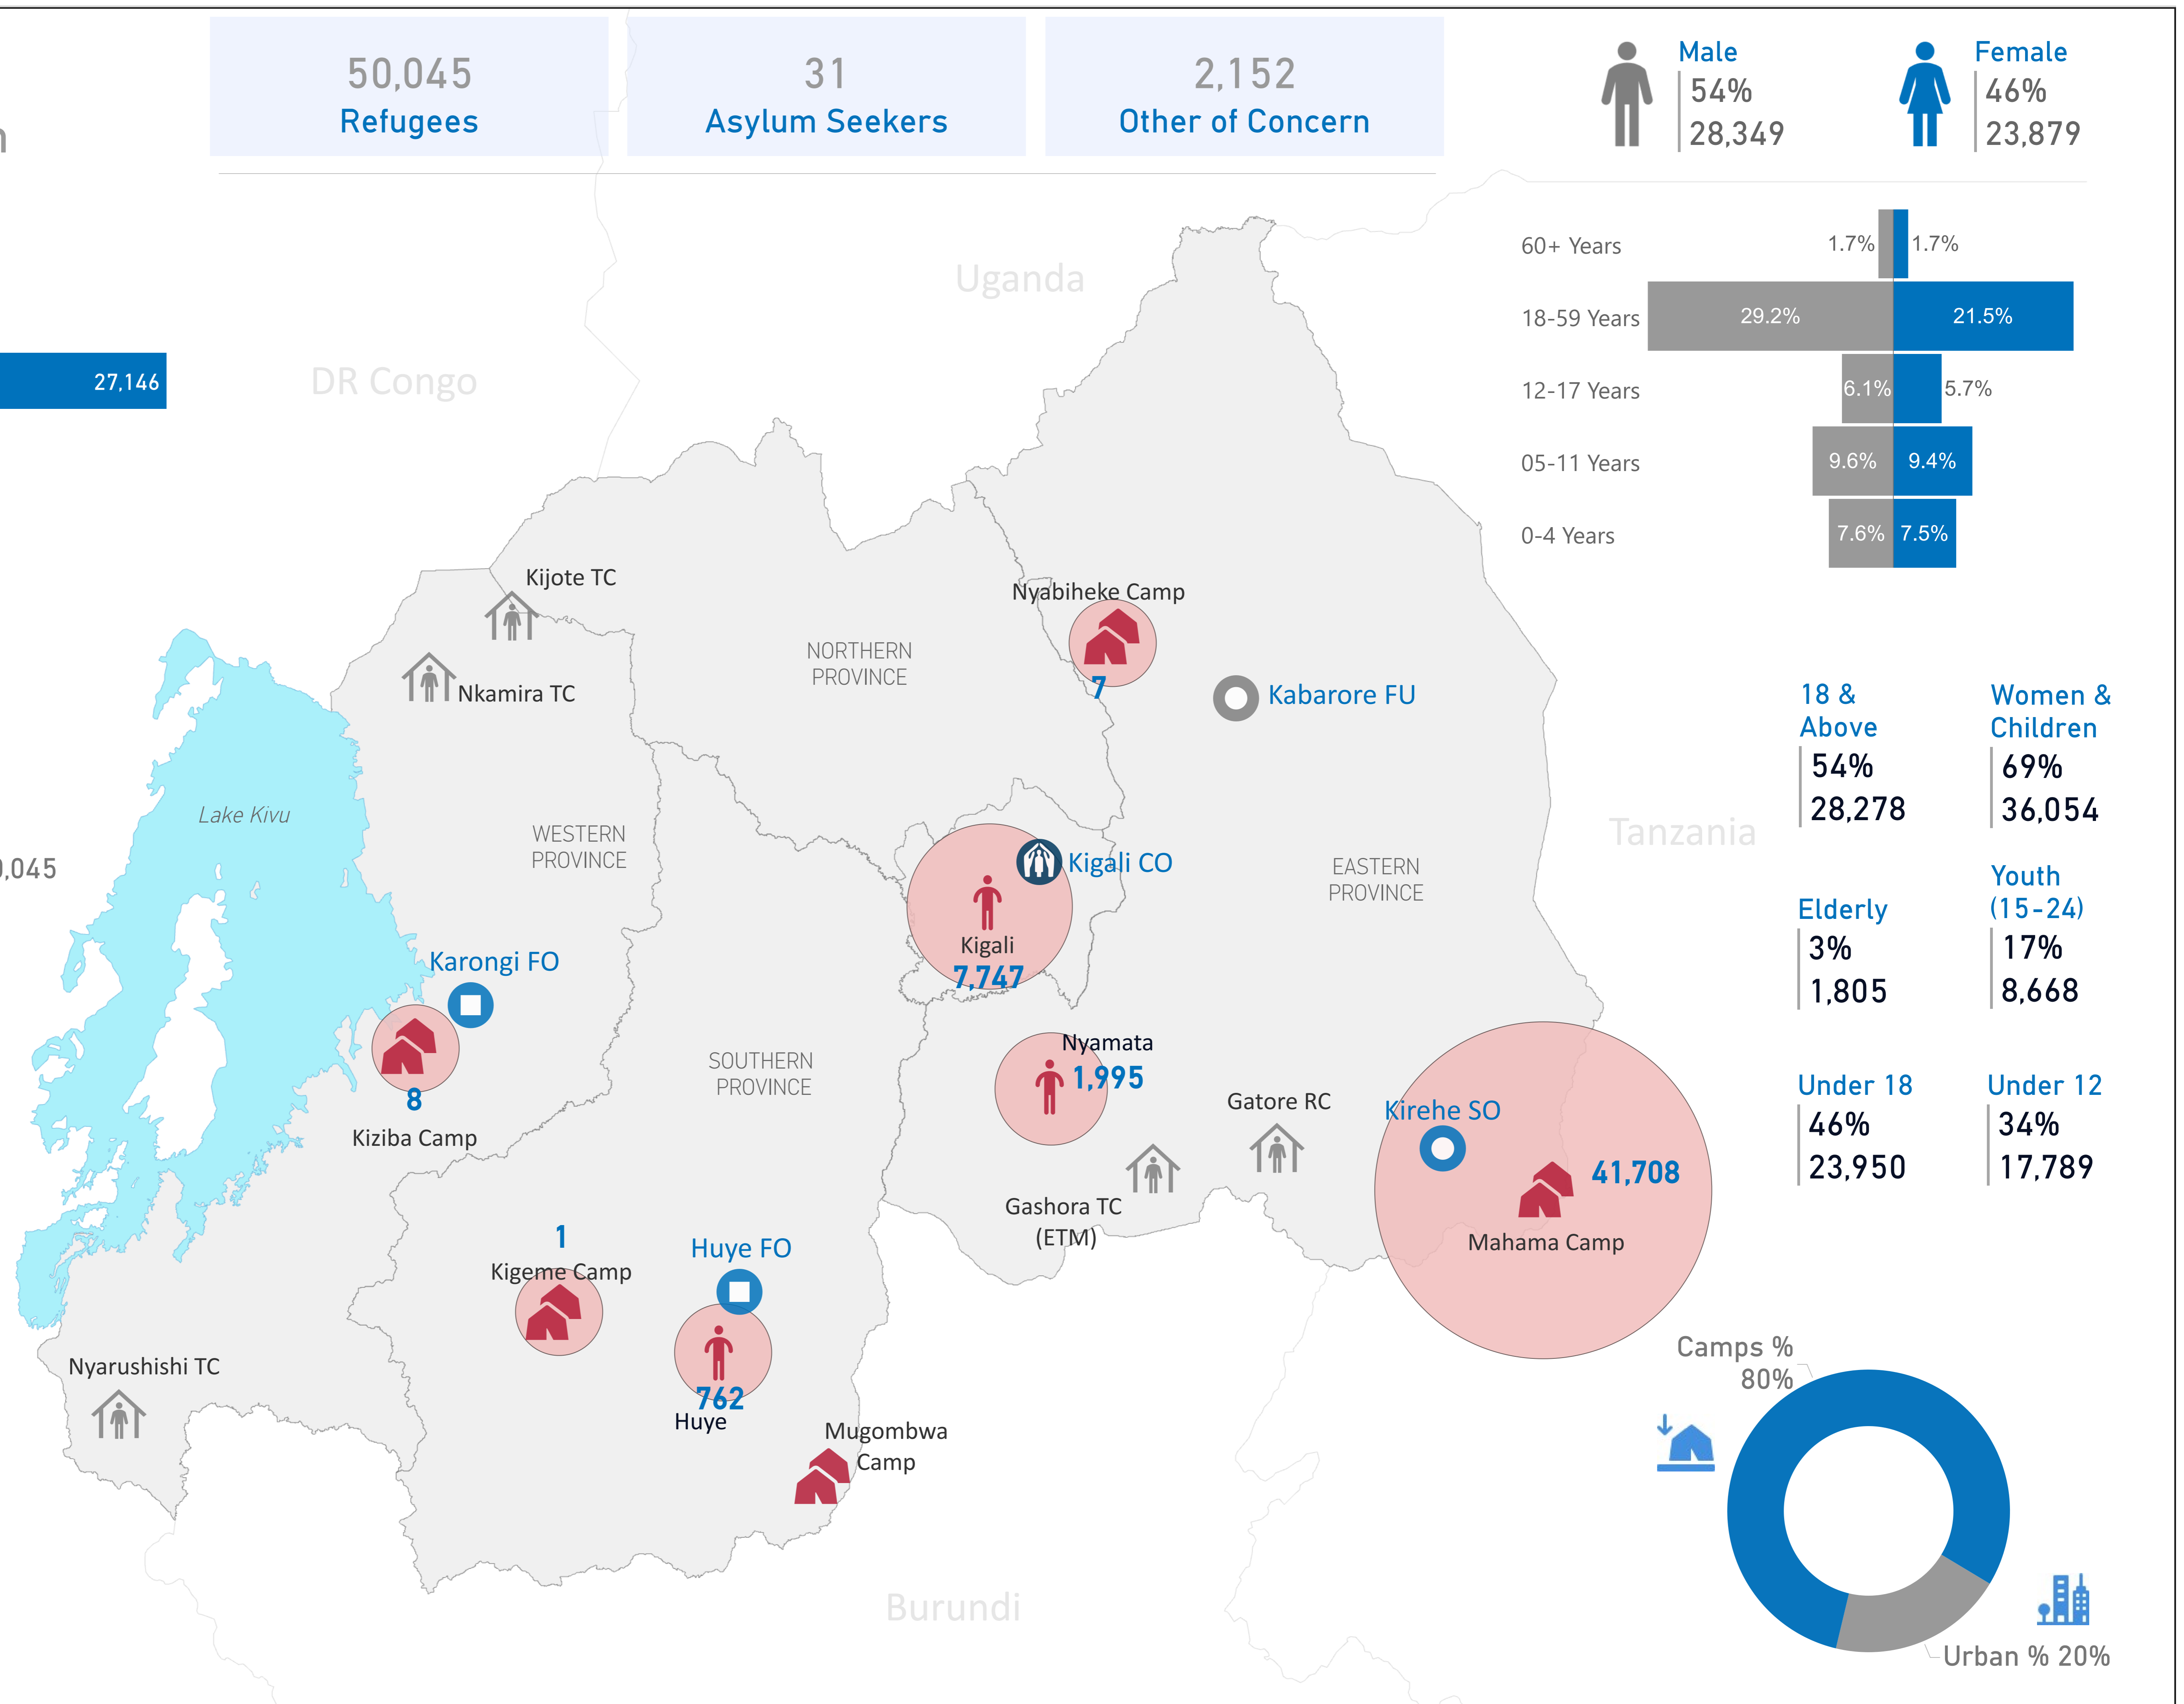 50,045
Refugees
31
Asylum Seekers
2,152
Other of Concern
Male
54%
28,349
Female
46%
23,879
60+ Years
1.7%
1.7%
18-59 Years
29.2%
21.5%
12-17 Years
6.1%
5.7%
05-11 Years
9.6%
9.4%
0-4 Years
7.6%
7.5%
27,146
DR Congo
Uganda
Kijote TC
Nkamira TC
NORTHERN
PROVINCE
Nyabiheke Camp
7
Kabarore FU
Lake Kivu
WESTERN
PROVINCE
Kigali CO
Kigali
7,747
EASTERN
PROVINCE
Tanzania
Karongi FO
8
Kiziba Camp
SOUTHERN
PROVINCE
Nyamata
1,995
Gatore RC
Gashora TC
(ETM)
Kirehe SO
41,708
Mahama Camp
1
Kigeme Camp
Huye FO
762
Huye
Nyarushishi TC
Mugombwa
Camp
Burundi
18 &
Above
54%
28,278
Women &
Children
69%
36,054
Elderly
3%
1,805
Youth
(15-24)
17%
8,668
Under 18
46%
23,950
Under 12
34%
17,789
Camps %
80%
Urban % 20%